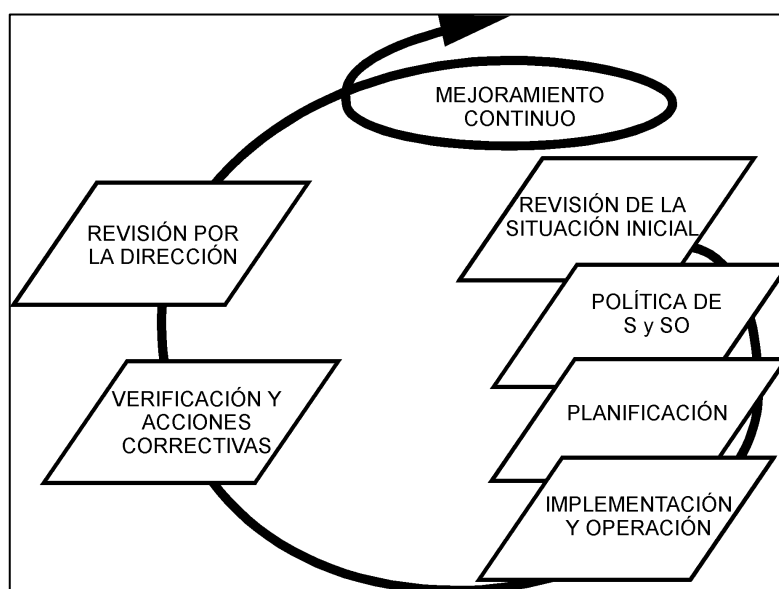 MEJORAMIENTO
CONTINUO
REVISIÓN DE LA
SITUACIÓN INICIAL
POLÍTICA DE
S y SO
PLANIFICACIÓN
IMPLEMENTACIÓN
Y OPERACIÓN
VERIFICACIÓN Y
ACCIONES
CORRECTIVAS
REVISIÓN POR
LA DIRECCIÓN